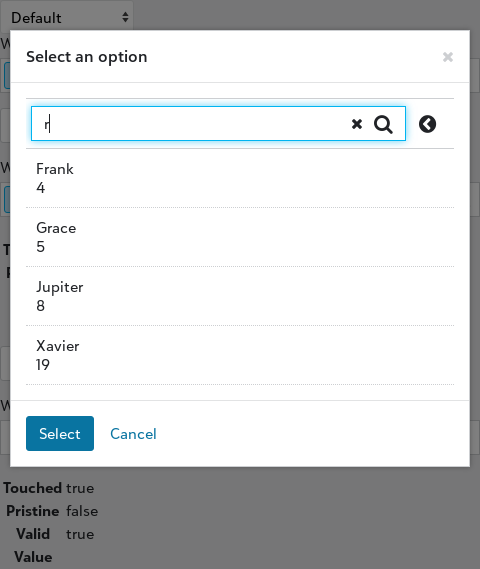 Default
W
Select an option
r
Frank
4
Grace
5
Jupiter
8
Xavier
19
Select
Cancel
Touched true
Pristine false
Valid true
Value